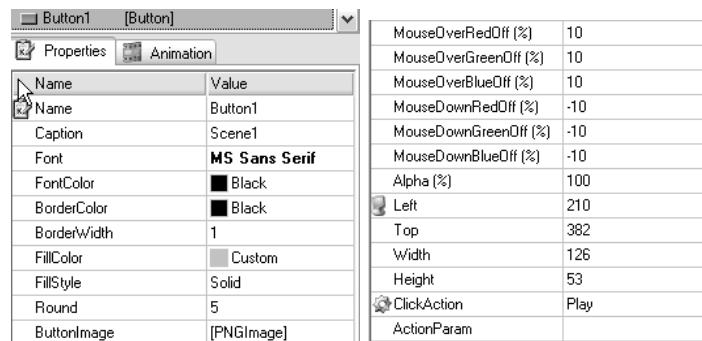 Button1 [Button]
Properties Animation
Name Value
Name Button1
Caption Scene1
Font MS Sans Serif
FontColor Black
BorderColor Black
BorderWidth 1
FillColor Custom
FillStyle Solid
Round 5
ButtonImage [PNGImage]
MouseOverRedOff (%) 10
MouseOverGreenOff (%) 10
MouseOverBlueOff (%) 10
MouseDownRedOff (%) -10
MouseDownGreenOff (%) -10
MouseDownBlueOff (%) -10
Alpha (%) 100
Left 210
Top 382
Width 126
Height 53
ClickAction Play
ActionParam